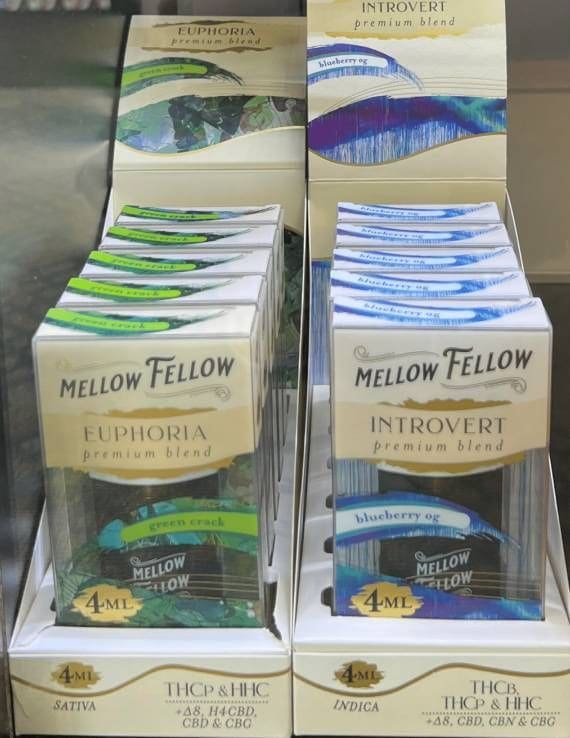 EUPHORIA
premium blend
green crack
INTROVERT
premium blend
blueberry og
green crack
green crack
green crack
green crack
green crack
blueberry og
blueberry og
blueberry og
blueberry og
blueberry og
MELLOW FELLOW
EUPHORIA
premium blend
green crack
MELLOW
FELLOW
4ML
MELLOW FELLOW
INTROVERT
premium blend
blueberry og
MELLOW
FELLOW
4ML
4ML
SATIVA
THCP & HHC
+Δ8, H4CBD,
CBD & CBG
4ML
INDICA
THCB,
THCP & HHC
+Δ8, CBD, CBN & CBG